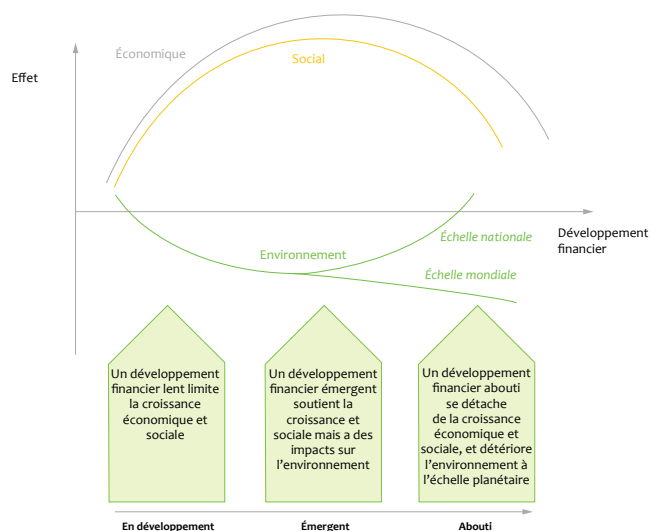 Économique
Social
Effet
Échelle nationale
Développement
financier
Environnement
Échelle mondiale
Un développement
financier lent limite
la croissance
économique et
sociale
Un développement
financier émergent
soutient la
croissance et
sociale mais a des
impacts sur
l’environnement
Un développement
financier abouti
se détache
de la croissance
économique et
sociale, et détériore
l’environnement à
l’échelle planétaire
En développement
Émergent
Abouti